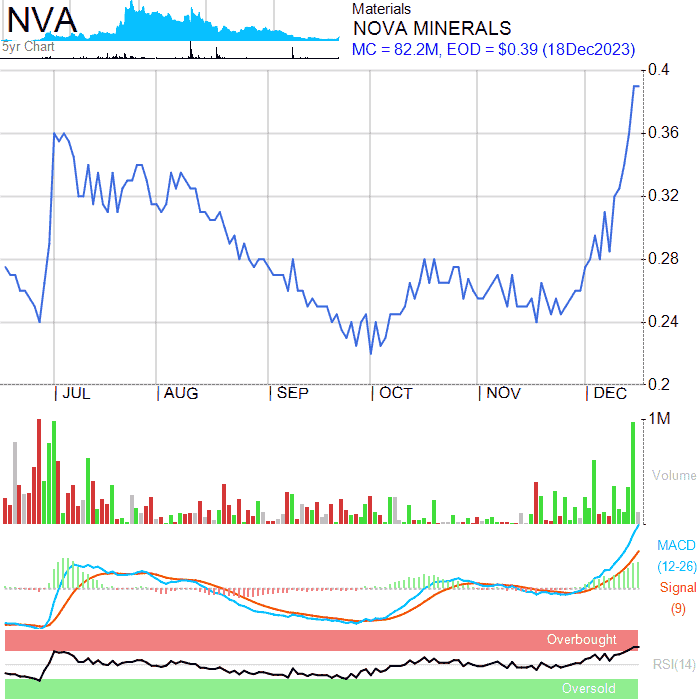 NVA
5yr Chart
Materials
NOVA MINERALS
MC = 82.2M, EOD = $0.39 (18Dec2023)
0.4
0.36
0.32
0.28
0.24
0.2
JUL AUG SEP OCT NOV DEC
1M
Volume
MACD
(12-26)
Signal
(9)
Overbought
RSI(14)
Oversold